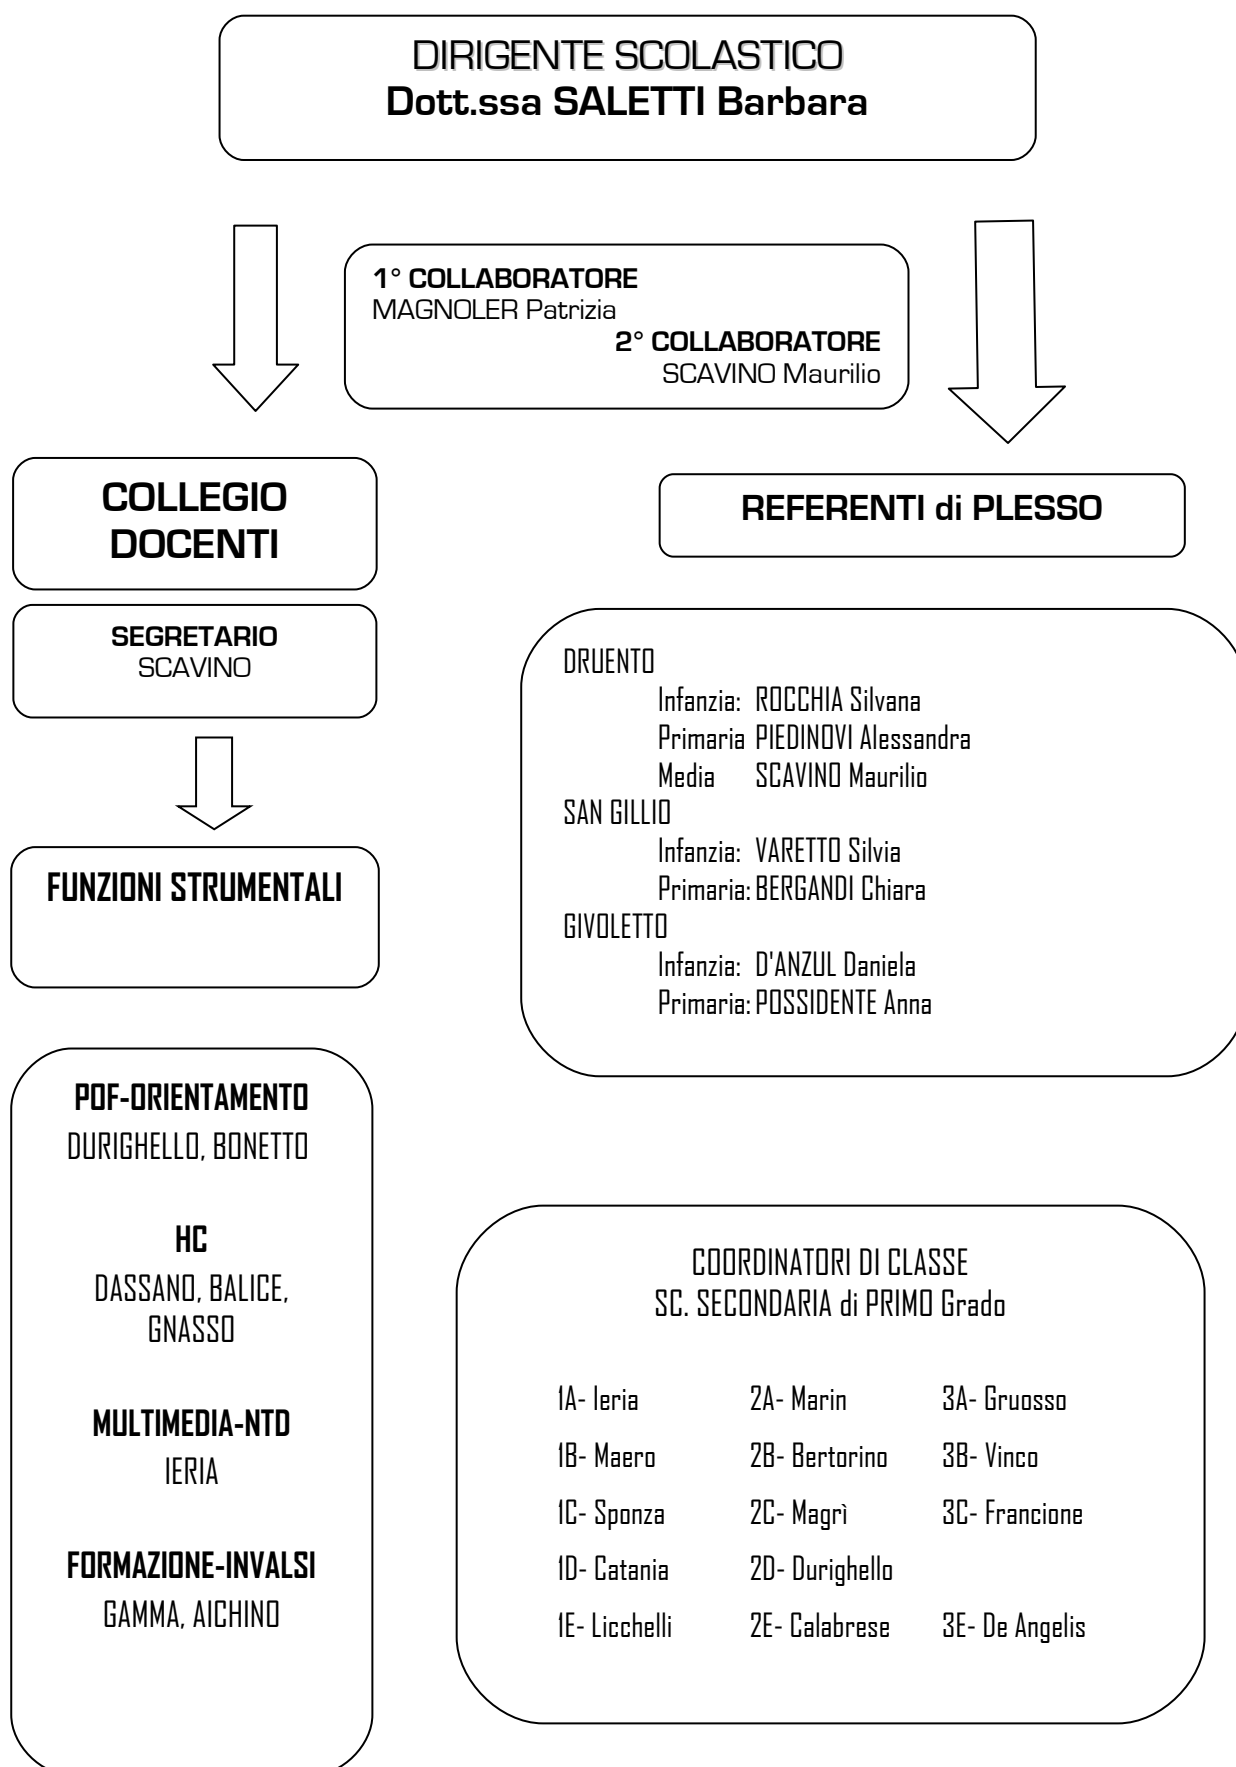 DIRIGENTE SCOLASTICO
Dott.ssa SALETTI Barbara
1° COLLABORATORE
MAGNOLER Patrizia
2° COLLABORATORE
SCAVINO Maurilio
COLLEGIO
DOCENTI
SEGRETARIO
SCAVINO
FUNZIONI STRUMENTALI
POF-ORIENTAMENTO
DURIGHELLO, BONETTO
HC
DASSANO, BALICE,
GNASSO
MULTIMEDIA-NTD
IERIA
FORMAZIONE-INVALSI
GAMMA, AICHINO
REFERENTI di PLESSO
DRUENTO
Infanzia: ROCCHIA Silvana
Primaria PIEDINOVI Alessandra
Media SCAVINO Maurilio
SAN GILLIO
Infanzia: VARETTO Silvia
Primaria: BERGANDI Chiara
GIVOLETTO
Infanzia: D'ANZUL Daniela
Primaria: POSSIDENTE Anna
COORDINATORI DI CLASSE
SC. SECONDARIA di PRIMO Grado
1A- Ieria 2A- Marin 3A- Gruosso
1B- Maero 2B- Bertorino 3B- Vinco
1C- Sponza 2C- Magrì 3C- Francione
1D- Catania 2D- Durighello
1E- Licchelli 2E- Calabrese 3E- De Angelis